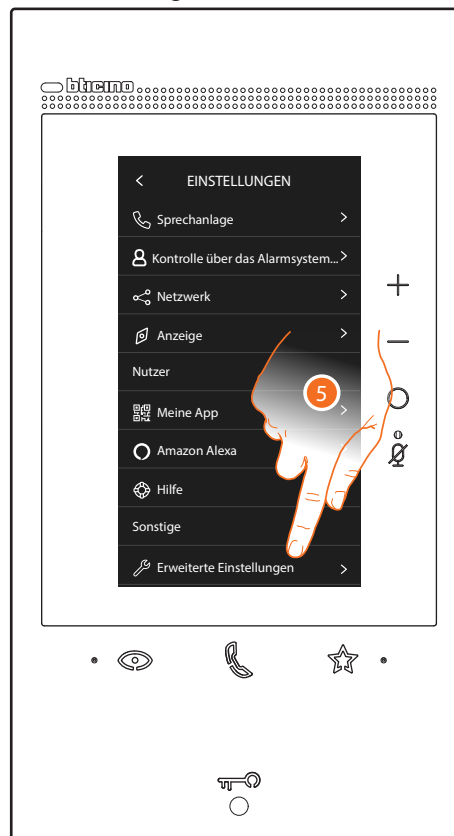 bticino
EINSTELLUNGEN
Sprechanlage
Kontrolle über das Alarmsystem...
Netzwerk
Anzeige
Nutzer
5
Meine App
Amazon Alexa
Hilfe
Sonstige
Erweiterte Einstellungen